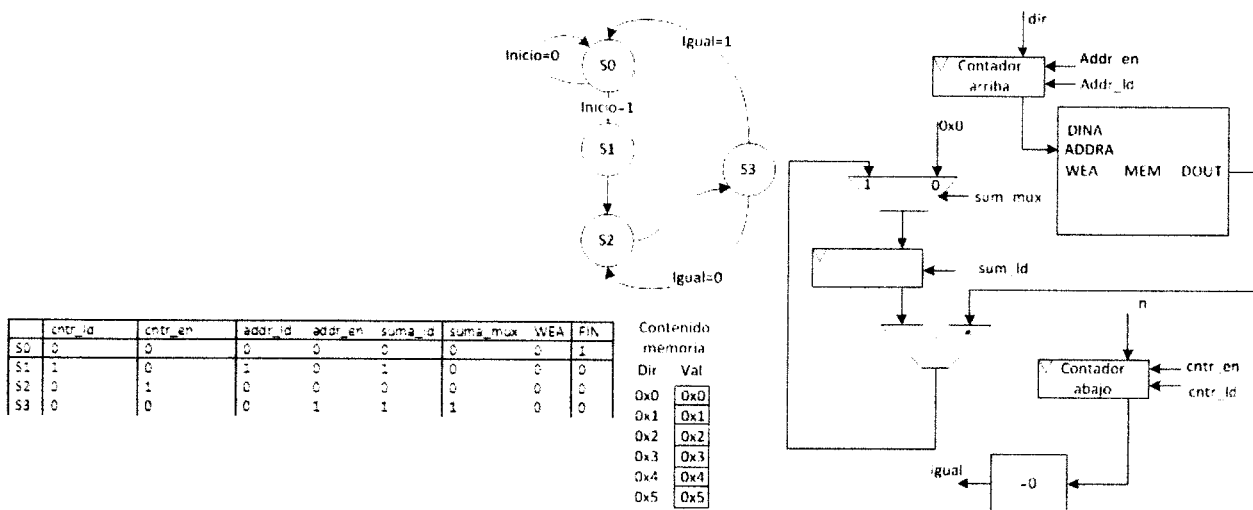 Inicio=0
S0
Igual=1
Inicio-1
S1
S3
S2
Igual=0
dir
Contador
arriba
Addr_en
Addr_ld
DINA
ADDRA
WEA MEM DOUT
0x0
1 0
sum_mux
sum_ld
n
Contador
abajo
cntr_en
cntr_ld
Igual
-0
cntr_ld cntr_en addr_ld addr_en suma_ld suma_mux WEA FIN
S0 0 0 0 0 0 0 0 1
S1 1 0 1 0 1 0 0 0
S2 0 1 0 0 0 0 0 0
S3 0 0 0 1 1 1 0 0
Contenido
memoria
Dir Val
0x0 0x0
0x1 0x1
0x2 0x2
0x3 0x3
0x4 0x4
0x5 0x5